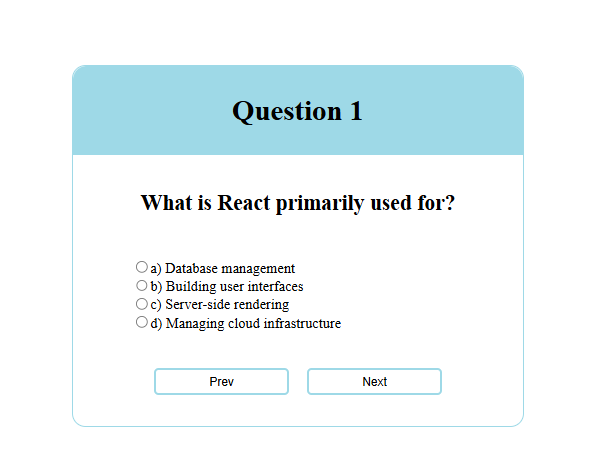 Question 1
What is React primarily used for?
a) Database management
b) Building user interfaces
c) Server-side rendering
d) Managing cloud infrastructure
Prev Next